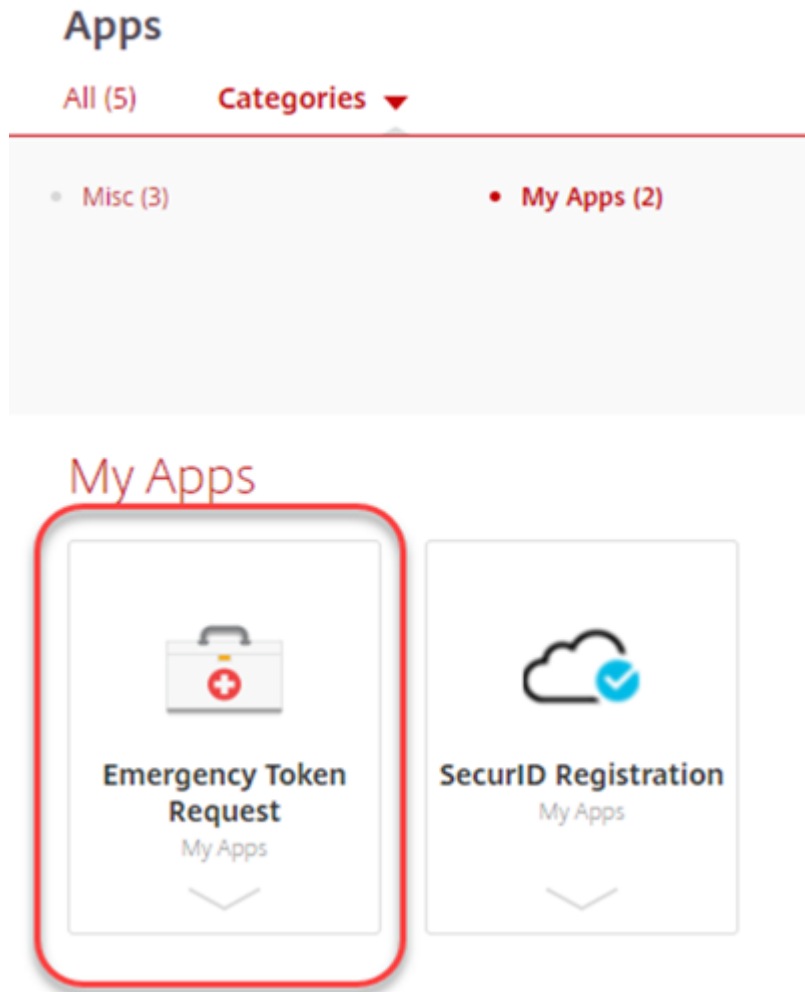 Apps
All (5) Categories
Misc (3) My Apps (2)
My Apps
Emergency Token
Request
My Apps
SecurID Registration
My Apps